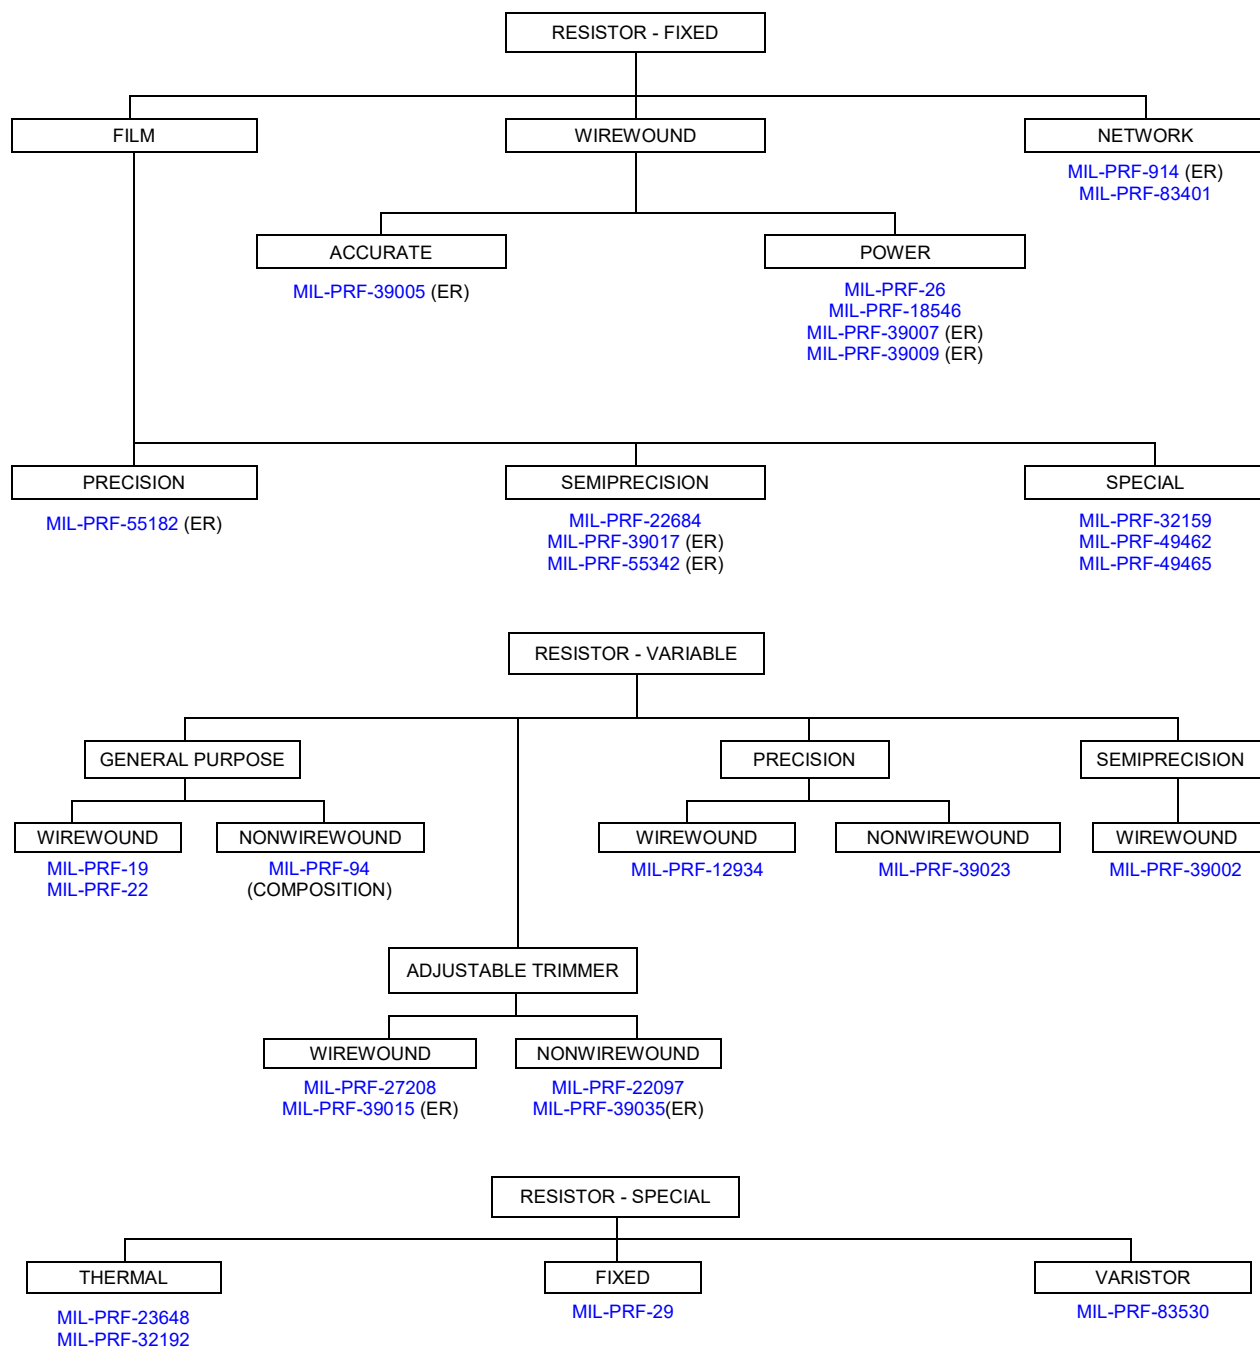 RESISTOR - FIXED
FILM
WIREWOUND
NETWORK
MIL-PRF-914 (ER)
MIL-PRF-83401
ACCURATE
MIL-PRF-39005 (ER)
POWER
MIL-PRF-26
MIL-PRF-18546
MIL-PRF-39007 (ER)
MIL-PRF-39009 (ER)
PRECISION
MIL-PRF-55182 (ER)
SEMIPRECISION
MIL-PRF-22684
MIL-PRF-39017 (ER)
MIL-PRF-55342 (ER)
SPECIAL
MIL-PRF-32159
MIL-PRF-49462
MIL-PRF-49465
RESISTOR - VARIABLE
GENERAL PURPOSE
WIREWOUND
MIL-PRF-19
MIL-PRF-22
NONWIREWOUND
MIL-PRF-94
(COMPOSITION)
PRECISION
WIREWOUND
MIL-PRF-12934
NONWIREWOUND
MIL-PRF-39023
SEMIPRECISION
WIREWOUND
MIL-PRF-39002
ADJUSTABLE TRIMMER
WIREWOUND
MIL-PRF-27208
MIL-PRF-39015 (ER)
NONWIREWOUND
MIL-PRF-22097
MIL-PRF-39035(ER)
RESISTOR - SPECIAL
THERMAL
MIL-PRF-23648
MIL-PRF-32192
FIXED
MIL-PRF-29
VARISTOR
MIL-PRF-83530